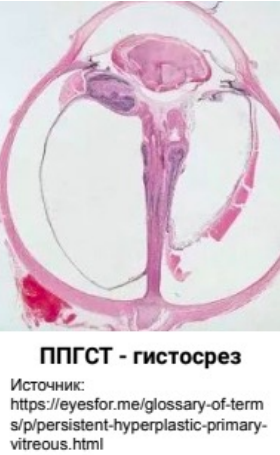 ППГСТ - гистосрез
Источник:
https://eyesfor.me/glossary-of-term
s/p/persistent-hyperplastic-primary-
vitreous.html